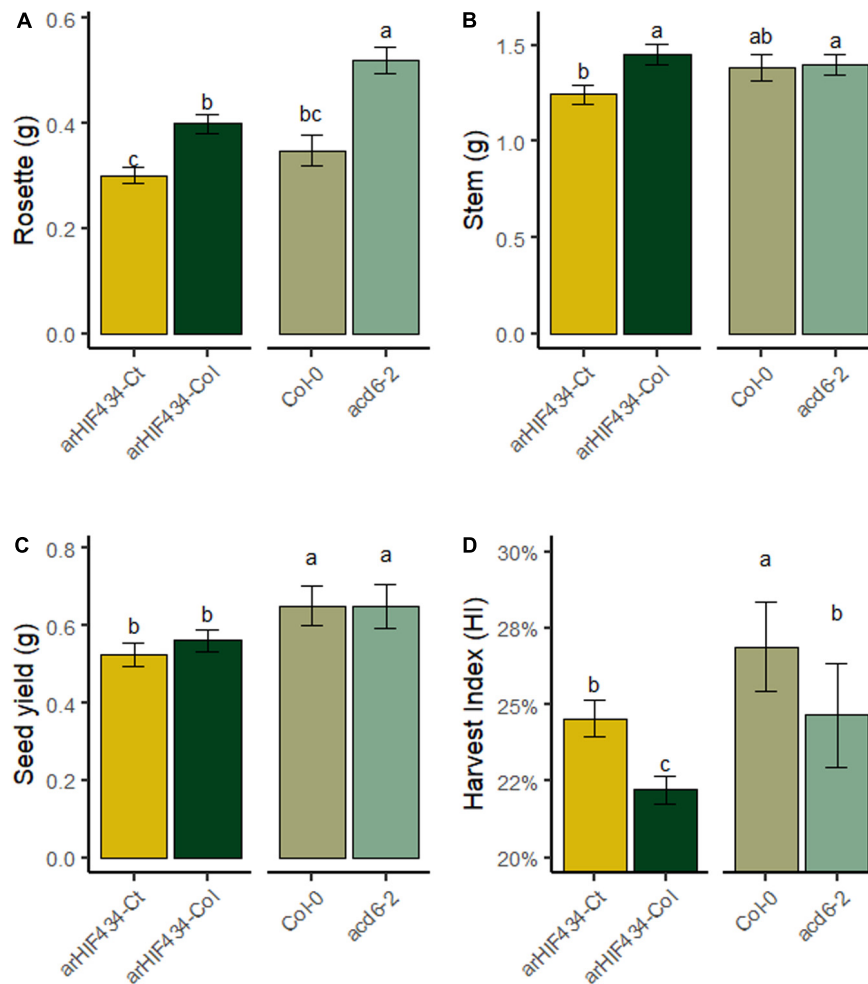 A
Rosette (g)
0.6
0.4
0.2
0.0
c
b
bc
a
arHIF434-Ct
arHIF434-Col
Col-0
acd6-2
B
Stem (g)
1.5
1.0
0.5
0.0
b
a
ab
a
arHIF434-Ct
arHIF434-Col
Col-0
acd6-2
C
Seed yield (g)
0.8
0.6
0.4
0.2
0.0
b
b
a
a
arHIF434-Ct
arHIF434-Col
Col-0
acd6-2
D
Harvest Index (HI)
30%
28%
25%
22%
20%
b
c
a
b
arHIF434-Ct
arHIF434-Col
Col-0
acd6-2